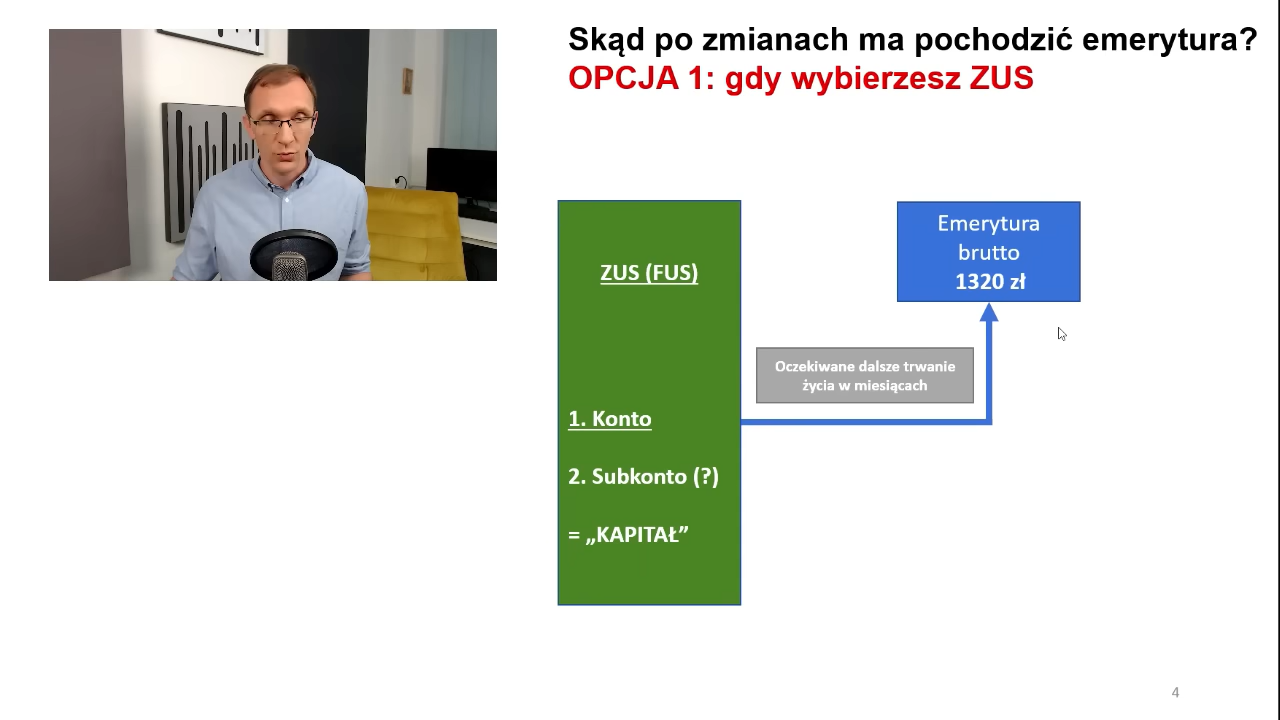 Skąd po zmianach ma pochodzić emerytura?
OPCJA 1: gdy wybierzesz ZUS
ZUS (FUS)
1. Konto
2. Subkonto (?)
= „KAPITAŁ”
Oczekiwane dalsze trwanie
życia w miesiącach
Emerytura
brutto
1320 zł
4